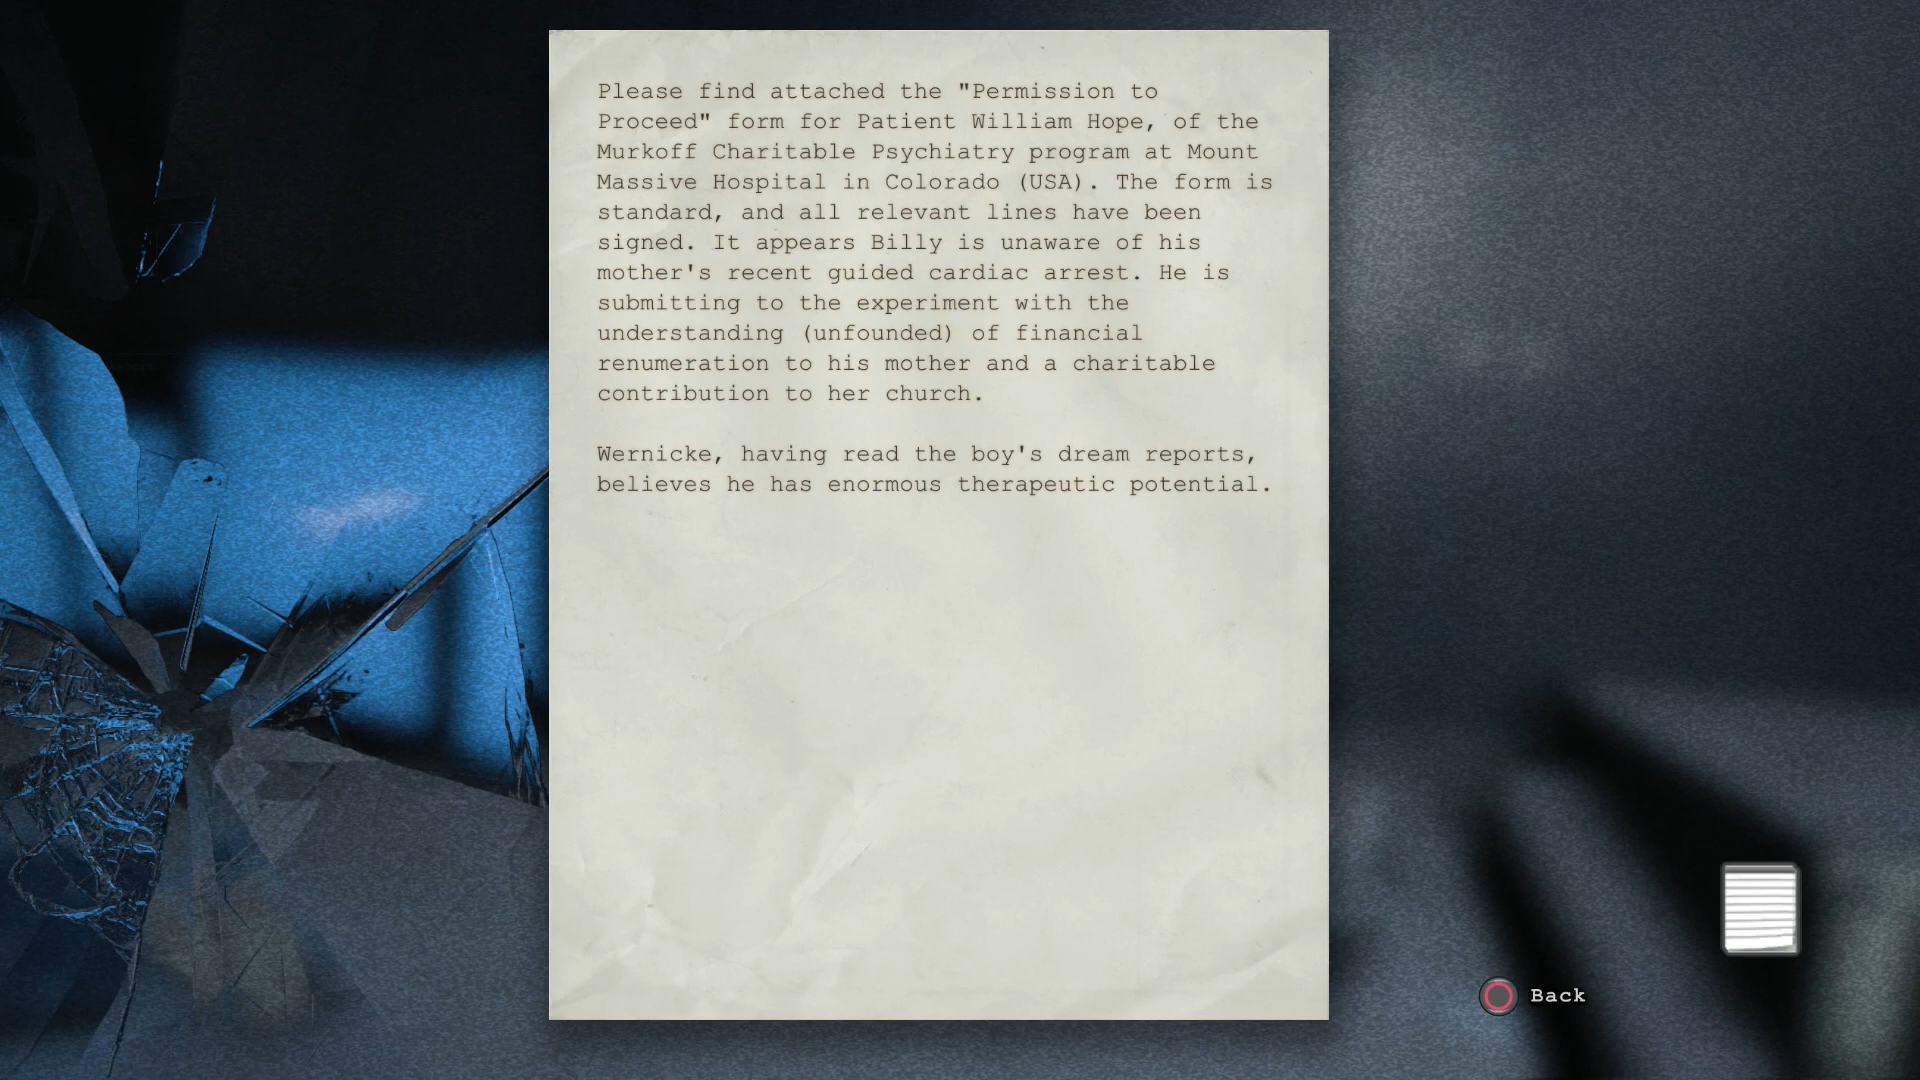 Please find attached the "Permission to
Proceed" form for Patient William Hope, of the
Murkoff Charitable Psychiatry program at Mount
Massive Hospital in Colorado (USA). The form is
standard, and all relevant lines have been
signed. It appears Billy is unaware of his
mother's recent guided cardiac arrest. He is
submitting to the experiment with the
understanding (unfounded) of financial
renumeration to his mother and a charitable
contribution to her church.
Wernicke, having read the boy's dream reports,
believes he has enormous therapeutic potential.
Back